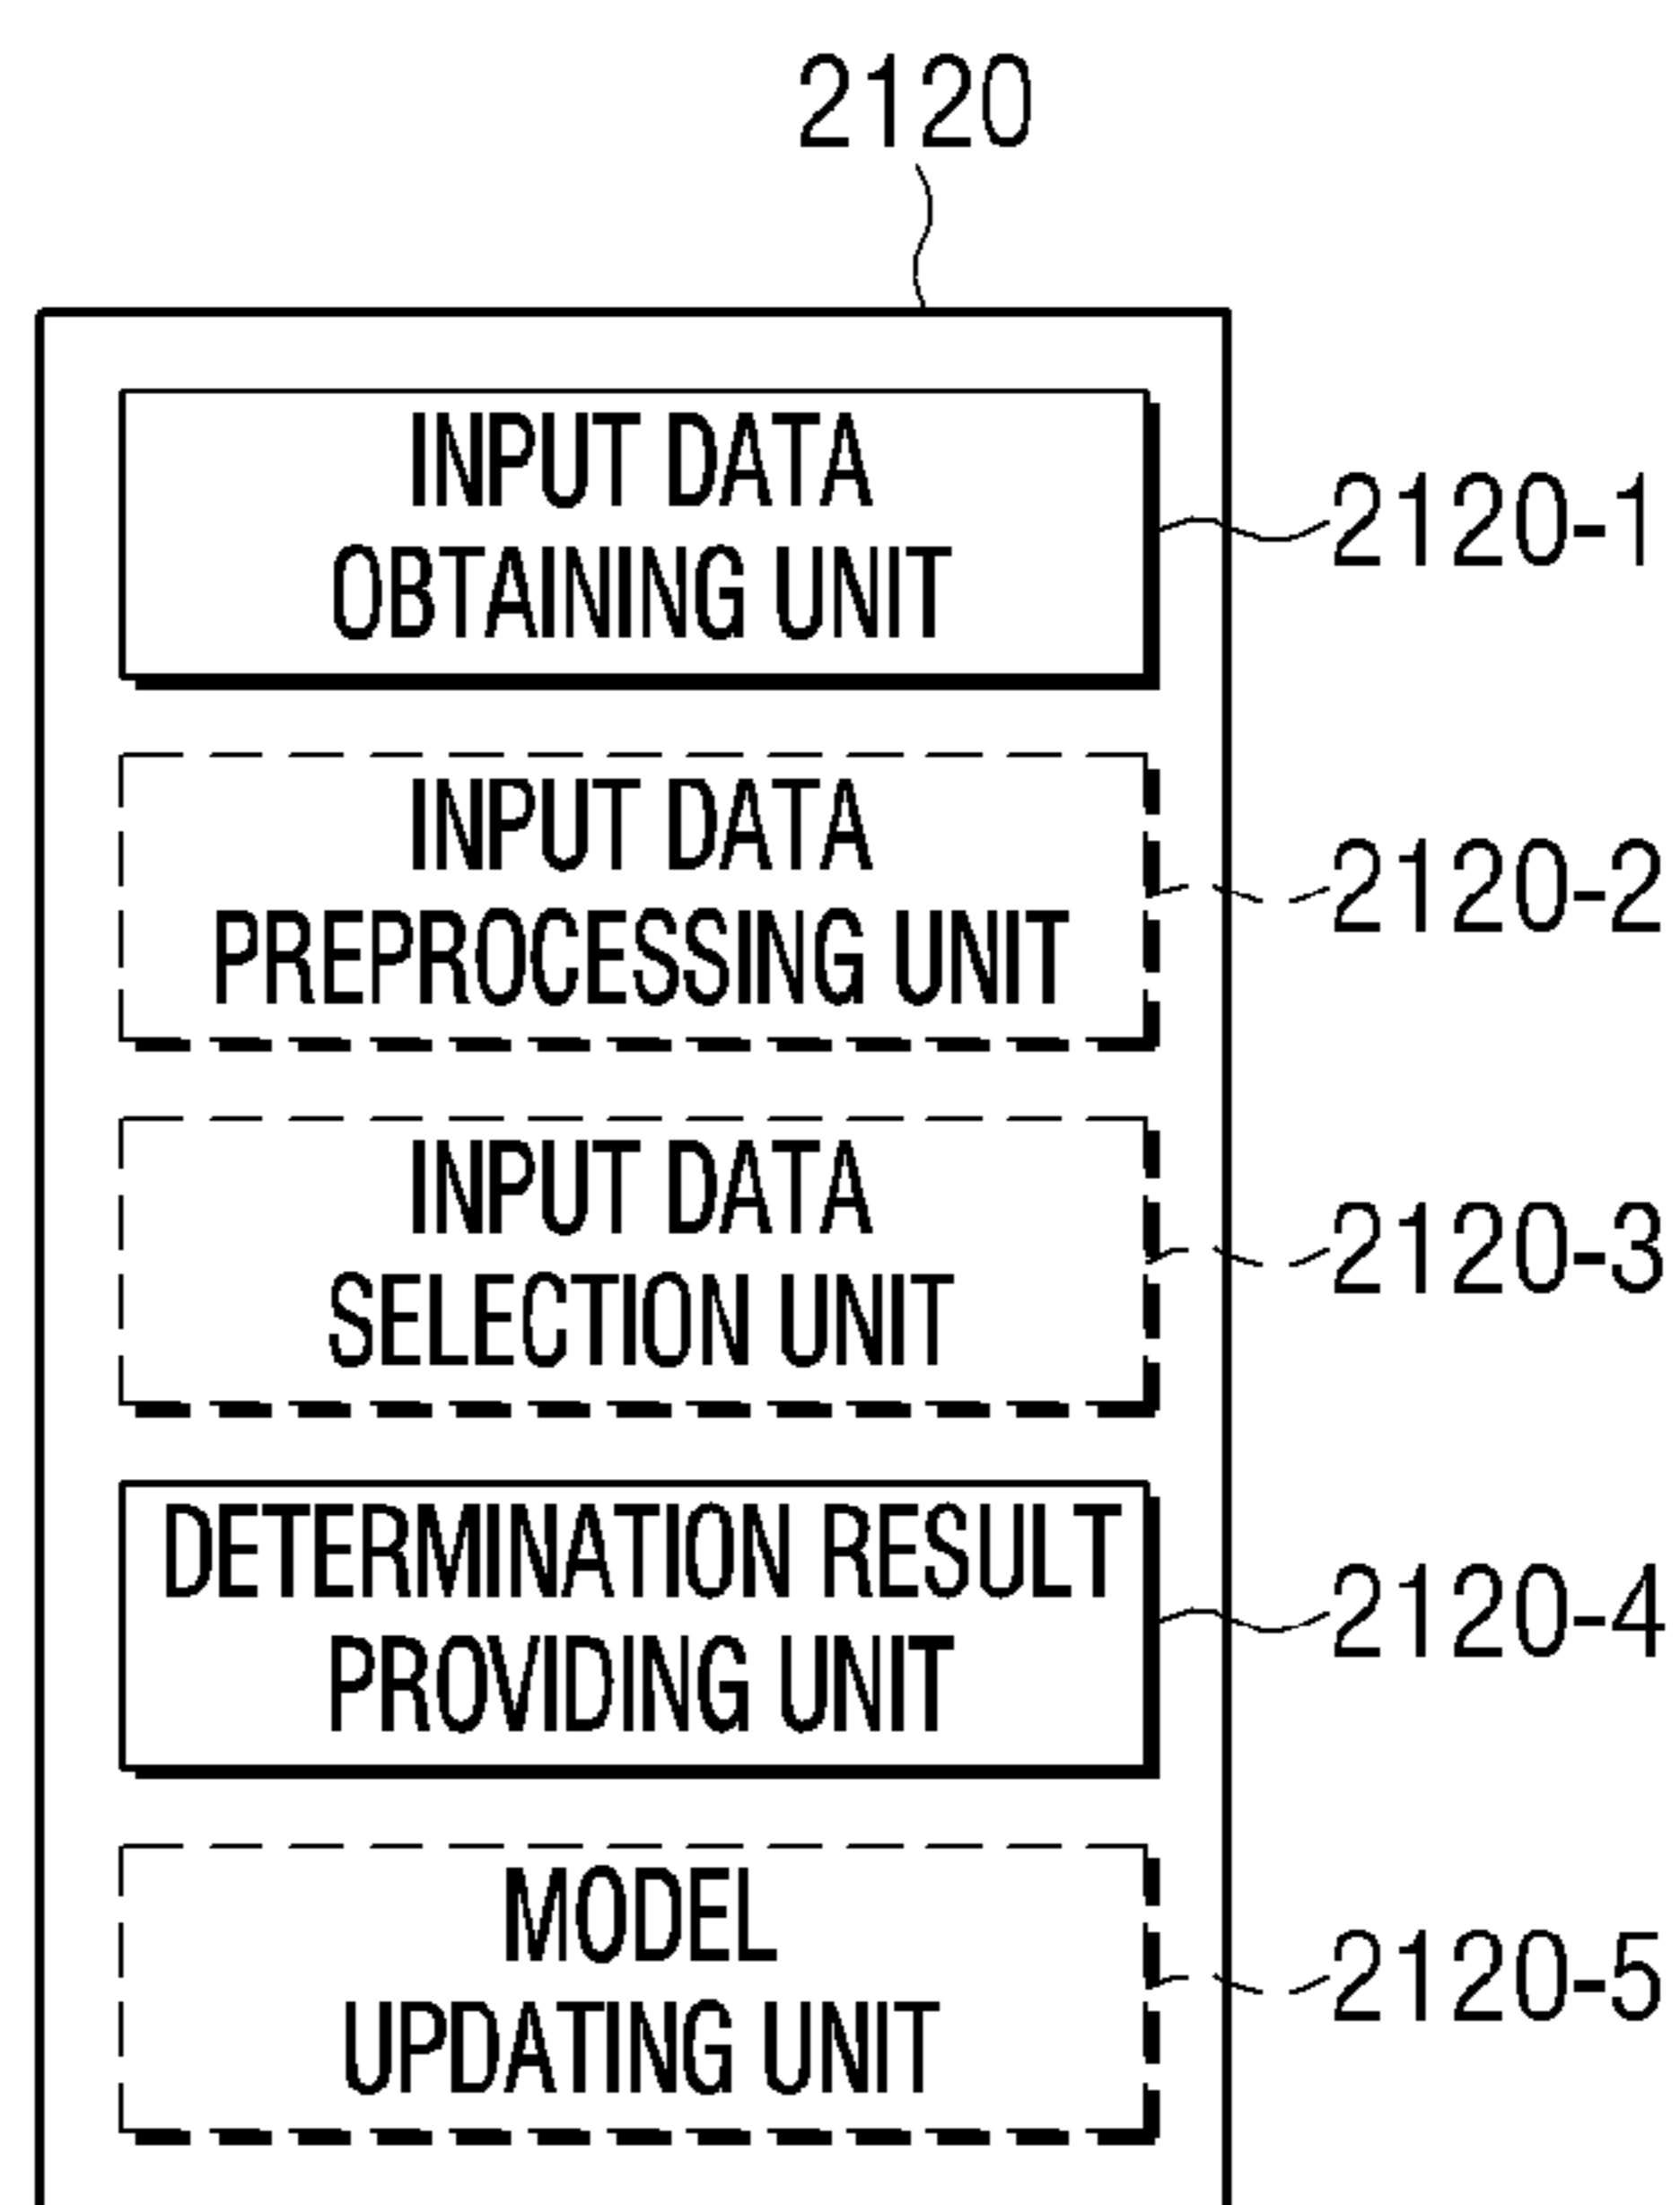 2120
INPUT DATA
OBTAINING UNIT
2120-1
INPUT DATA
PREPROCESSING UNIT
2120-2
INPUT DATA
SELECTION UNIT
2120-3
DETERMINATION RESULT
PROVIDING UNIT
2120-4
MODEL
UPDATING UNIT
2120-5